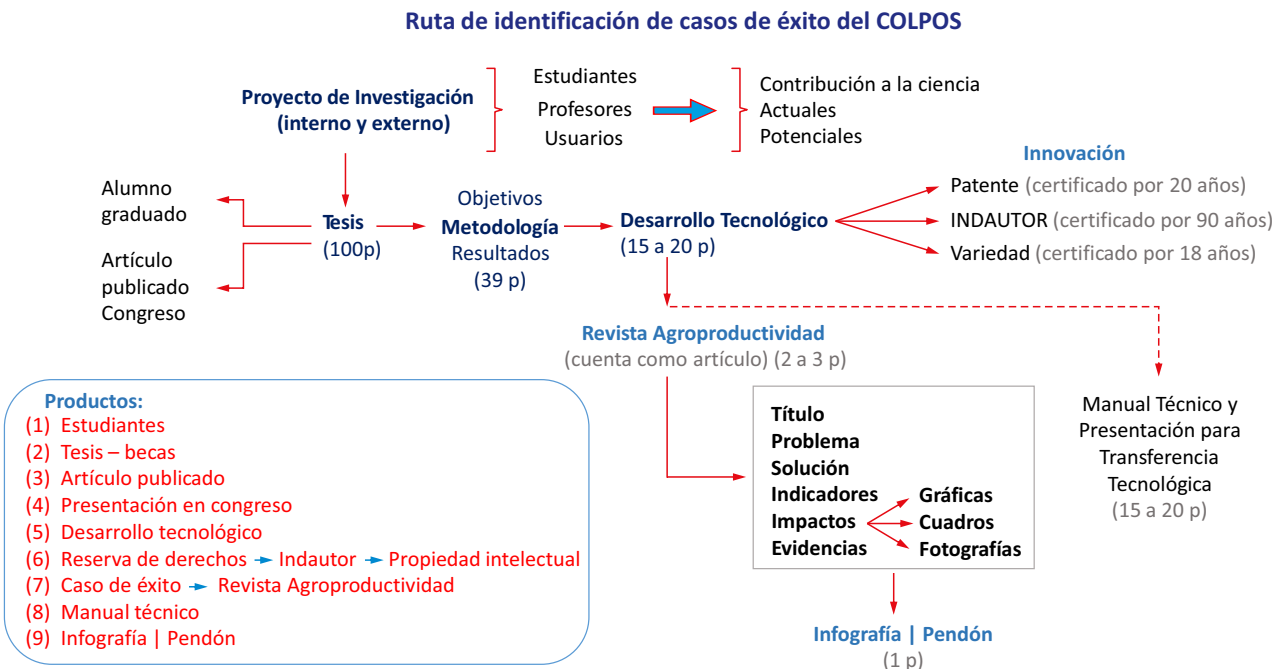 Ruta de identificación de casos de éxito del COLPOS
Proyecto de Investigación
(interno y externo)
Estudiantes
Profesores
Usuarios
Contribución a la ciencia
Actuales
Potenciales
Alumno
graduado
Artículo
publicado
Congreso
Tesis
(100p)
Objetivos
Metodología
Resultados
(39 p)
Desarrollo Tecnológico
(15 a 20 p)
Innovación
Patente (certificado por 20 años)
INDAUTOR (certificado por 90 años)
Variedad (certificado por 18 años)
Revista Agroproductividad
(cuenta como artículo) (2 a 3 p)
Título
Problema
Solución
Indicadores
Impactos
Evidencias
Gráficas
Cuadros
Fotografías
Manual Técnico y
Presentación para
Transferencia
Tecnológica
(15 a 20 p)
Infografía | Pendón
(1 p)
Productos:
(1) Estudiantes
(2) Tesis – becas
(3) Artículo publicado
(4) Presentación en congreso
(5) Desarrollo tecnológico
(6) Reserva de derechos → Indautor → Propiedad intelectual
(7) Caso de éxito → Revista Agroproductividad
(8) Manual técnico
(9) Infografía | Pendón